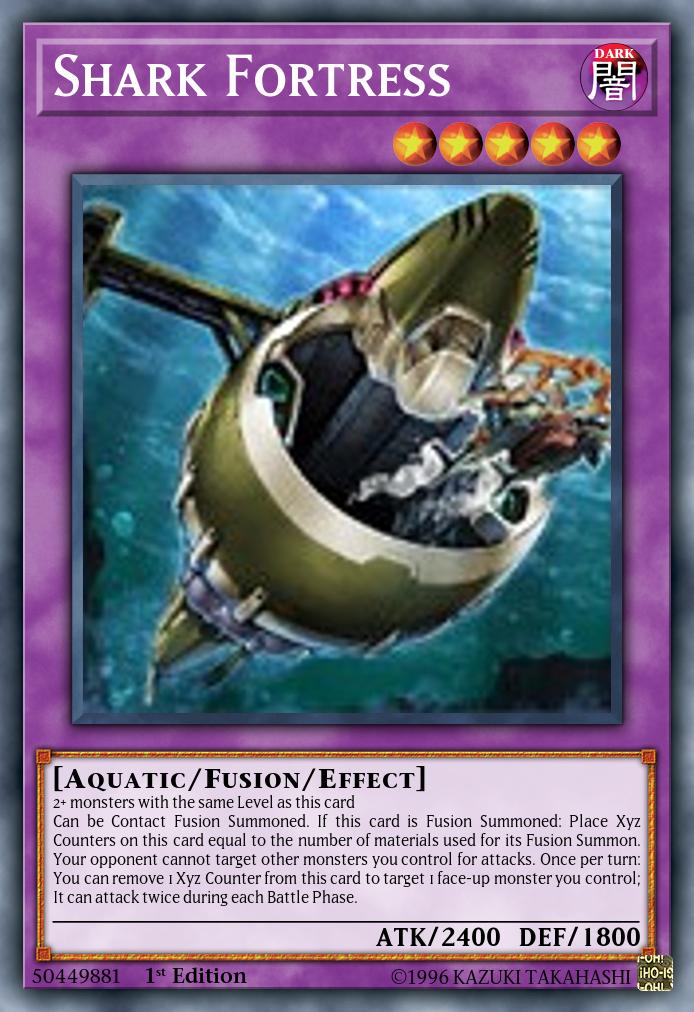 Shark Fortress
DARK
闇
[Aquatic/Fusion/Effect]
2+ monsters with the same Level as this card
Can be Contact Fusion Summoned. If this card is Fusion Summoned: Place Xyz
Counters on this card equal to the number of materials used for its Fusion Summon.
Your opponent cannot target other monsters you control for attacks. Once per turn:
You can remove 1 Xyz Counter from this card to target 1 face-up monster you control;
It can attack twice during each Battle Phase.
ATK/2400 DEF/1800
50449881 1st Edition ©1996 KAZUKI TAKAHASHI